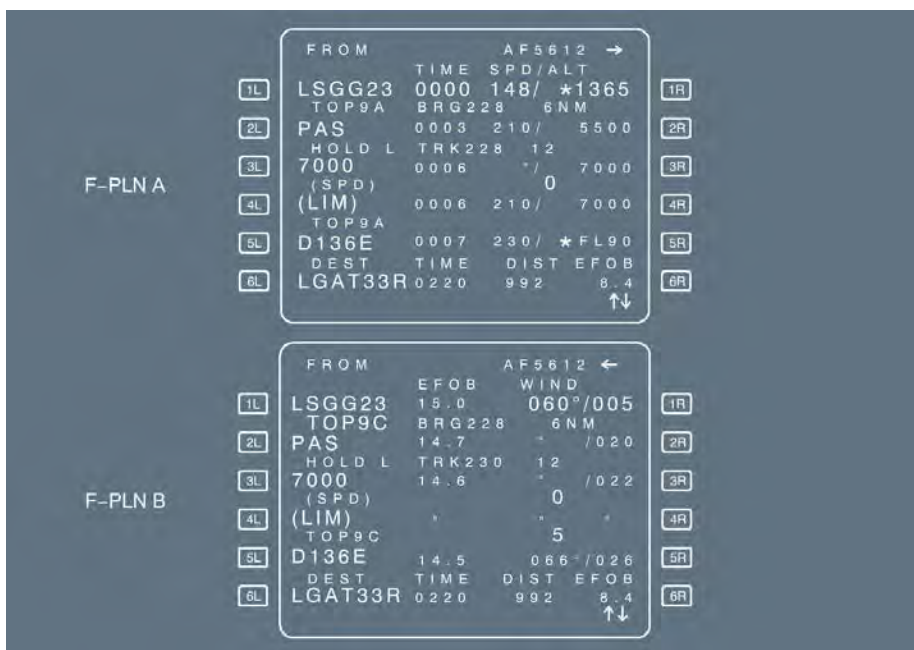 F-PLN A
FROM AF5612 →
TIME SPD/ALT
1L LSGG23 0000 148/ *1365 1R
TOP9A BRG228 6NM
2L PAS 0003 210/ 5500 2R
HOLD L TRK228 12
3L 7000 0006 "/ 7000 3R
(SPD) 0
4L (LIM) 0006 210/ 7000 4R
TOP9A
5L D136E 0007 230/ *FL90 5R
DEST TIME DIST EFOB
6L LGAT33R 0220 992 8.4 6R
↑↓
F-PLN B
FROM AF5612 ←
EFOB WIND
1L LSGG23 15.0 060°/005 1R
TOP9C BRG228 6NM
2L PAS 14.7 " /020 2R
HOLD L TRK230 12
3L 7000 14.6 " /022 3R
(SPD) 0
4L (LIM) " " " 4R
TOP9C 5
5L D136E 14.5 066°/026 5R
DEST TIME DIST EFOB
6L LGAT33R 0220 992 8.4 6R
↑↓